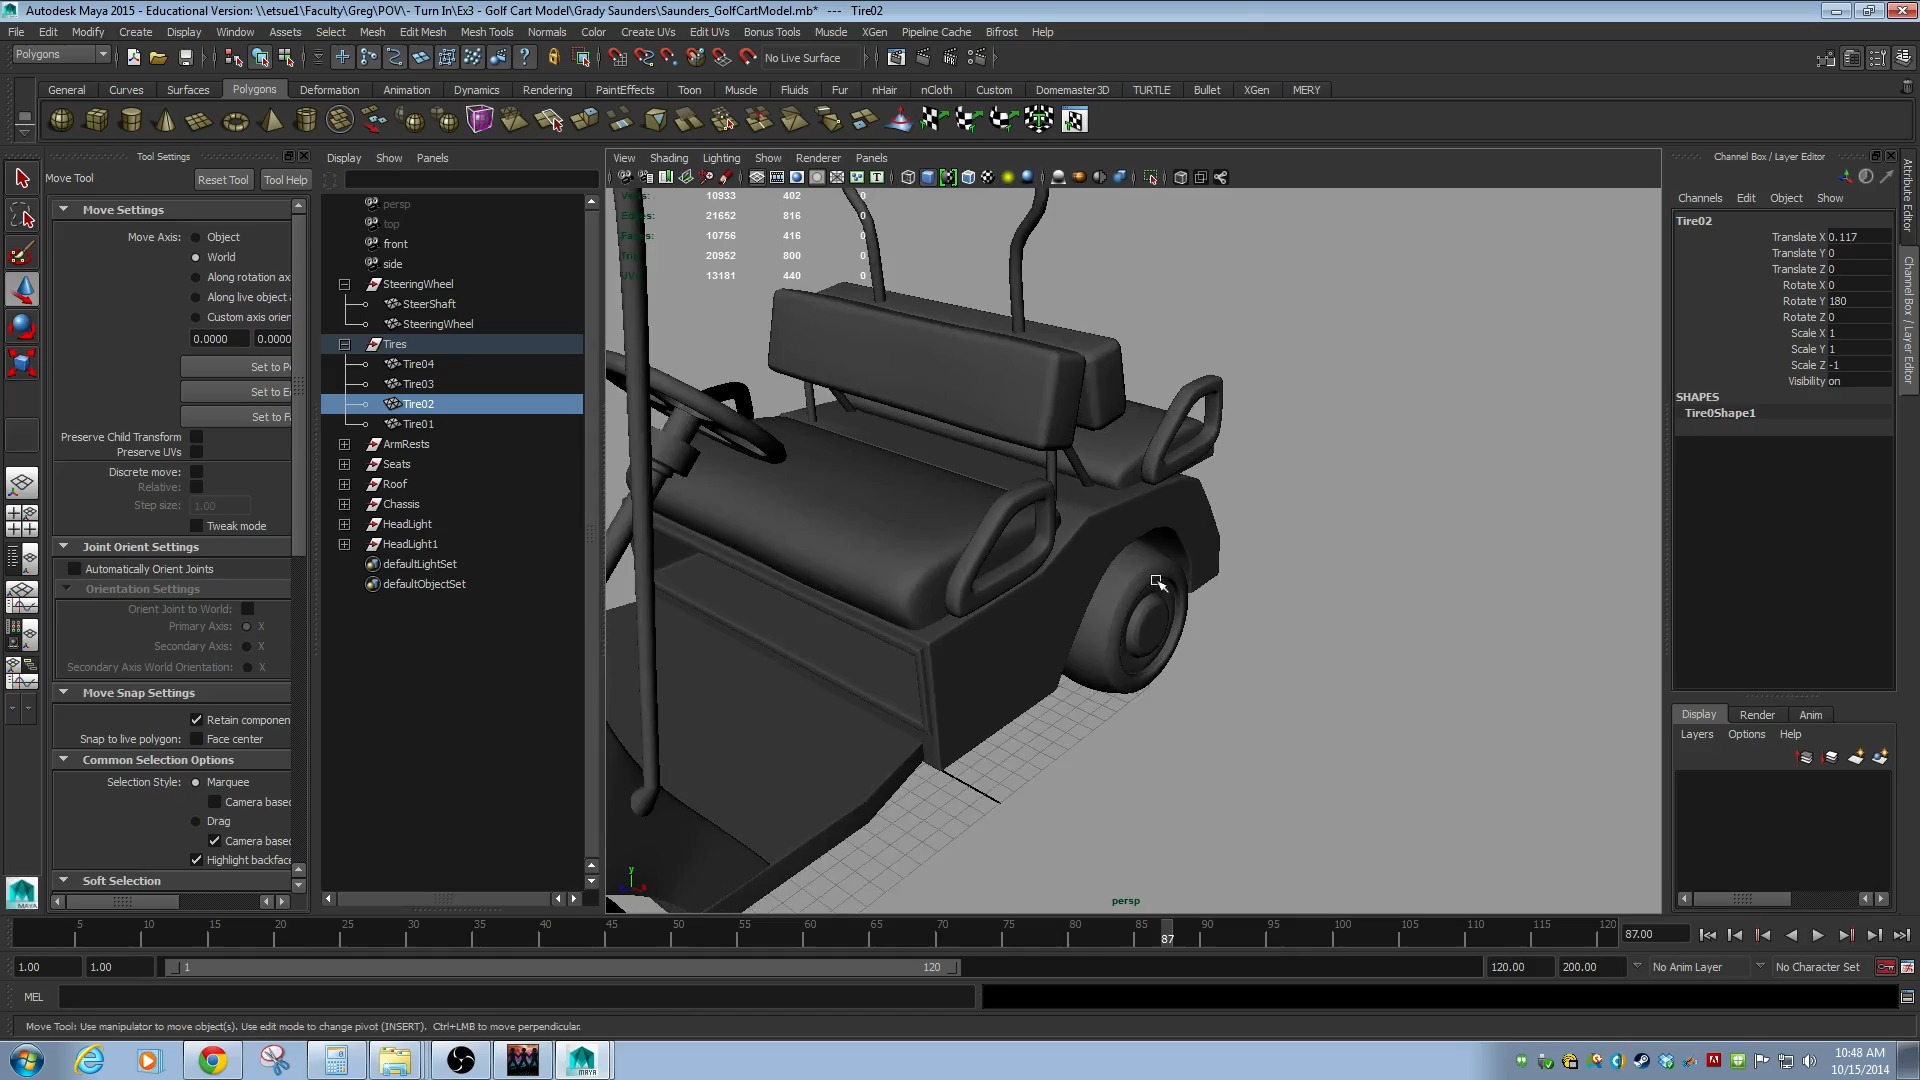 Autodesk Maya 2015 - Educational Version: \\etsue1\Faculty\Greg\POV\- Turn In\Ex3 - Golf Cart Model\Grady Saunders\Saunders_GolfCartModel.mb*  ---  Tire02
File Edit Modify Create Display Window Assets Select Mesh Edit Mesh Mesh Tools Normals Color Create UVs Edit UVs Bonus Tools Muscle XGen Pipeline Cache Bifrost Help
Polygons No Live Surface
General Curves Surfaces Polygons Deformation Animation Dynamics Rendering PaintEffects Toon Muscle Fluids Fur nHair nCloth Custom Domemaster3D TURTLE Bullet XGen MERY
Tool Settings
Move Tool Reset Tool Tool Help
Move Settings
Move Axis: Object
World
Along rotation axi
Along live object a
Custom axis orien
0.0000 0.0000
Set to P
Set to E
Set to F
Preserve Child Transform
Preserve UVs
Discrete move:
Relative:
Step size: 1.00
Tweak mode
Joint Orient Settings
Automatically Orient Joints
Orientation Settings
Orient Joint to World:
Primary Axis: X
Secondary Axis: X
Secondary Axis World Orientation: X
Move Snap Settings
Retain componen
Snap to live polygon: Face center
Common Selection Options
Selection Style: Marquee
Camera based
Drag
Camera based
Highlight backface
Soft Selection
Display Show Panels
persp
top
front
side
SteeringWheel
SteerShaft
SteeringWheel
Tires
Tire04
Tire03
Tire02
Tire01
ArmRests
Seats
Roof
Chassis
HeadLight
HeadLight1
defaultLightSet
defaultObjectSet
View Shading Lighting Show Renderer Panels
Verts: 10933 402 0
Edges: 21652 816 0
Faces: 10756 416 0
Tris: 20952 800 0
UVs: 13181 440 0
y
persp
Channel Box / Layer Editor
Channels Edit Object Show
Tire02
Translate X 0.117
Translate Y 0
Translate Z 0
Rotate X 0
Rotate Y 180
Rotate Z 0
Scale X 1
Scale Y 1
Scale Z -1
Visibility on
SHAPES
Tire0Shape1
Display Render Anim
Layers Options Help
Attribute Editor
Channel Box / Layer Editor
5 10 15 20 25 30 35 40 45 50 55 60 65 70 75 80 85 90 95 100 105 110 115 120
87
87.00
1.00 1.00 1 120 120.00 200.00 No Anim Layer No Character Set
MEL
Move Tool: Use manipulator to move object(s). Use edit mode to change pivot (INSERT). Ctrl+LMB to move perpendicular.
MAYA
10:48 AM
10/15/2014